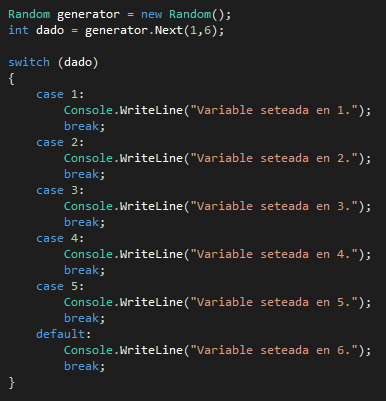 Random generator = new Random();
int dado = generator.Next(1,6);

switch (dado)
{
    case 1:
        Console.WriteLine("Variable seteada en 1.");
        break;
    case 2:
        Console.WriteLine("Variable seteada en 2.");
        break;
    case 3:
        Console.WriteLine("Variable seteada en 3.");
        break;
    case 4:
        Console.WriteLine("Variable seteada en 4.");
        break;
    case 5:
        Console.WriteLine("Variable seteada en 5.");
        break;
    default:
        Console.WriteLine("Variable seteada en 6.");
        break;
}